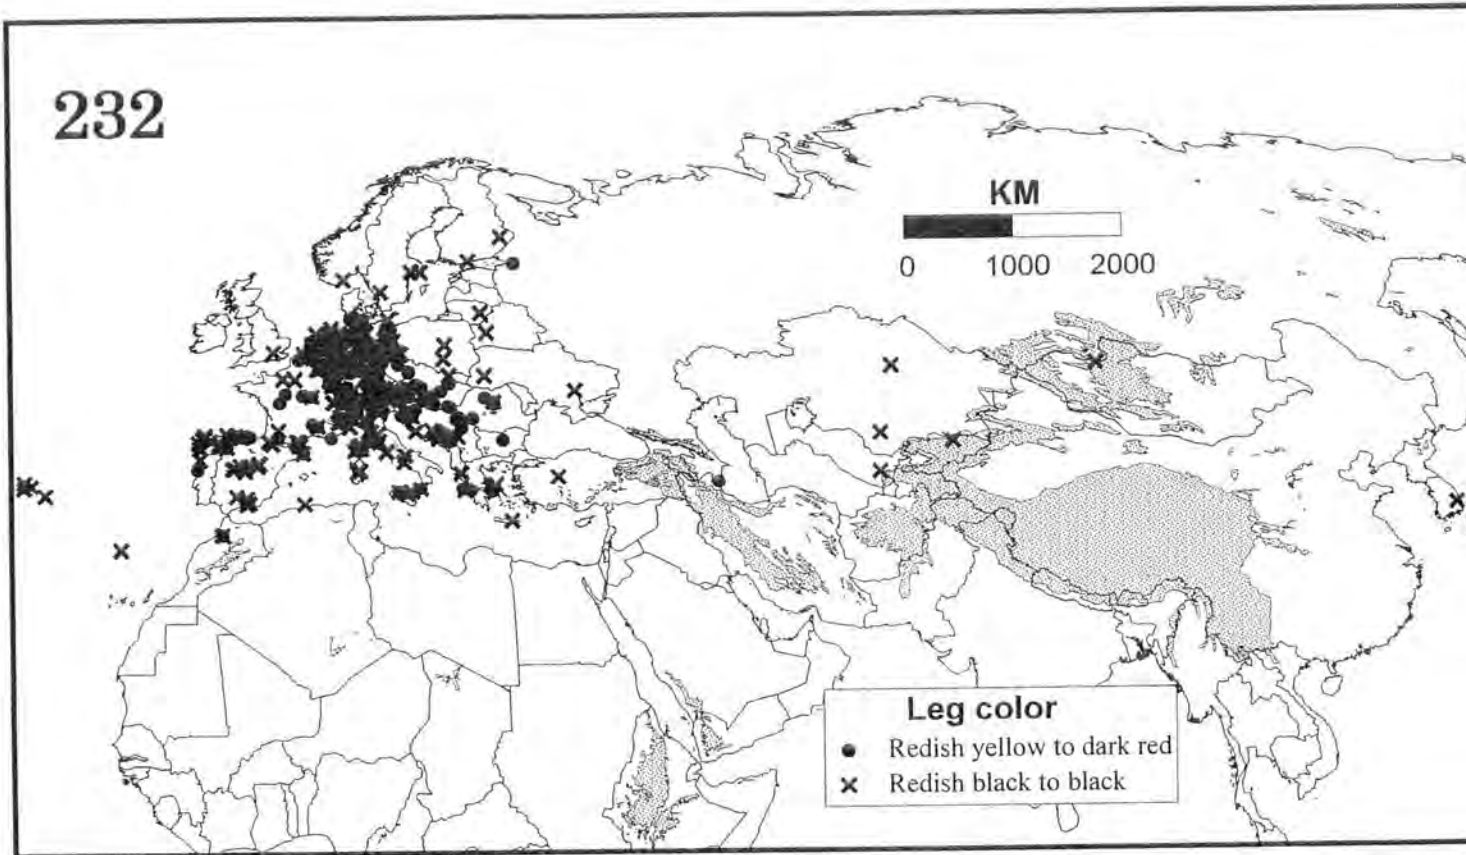 232
KM
0 1000 2000
Leg color
Redish yellow to dark red
Redish black to black